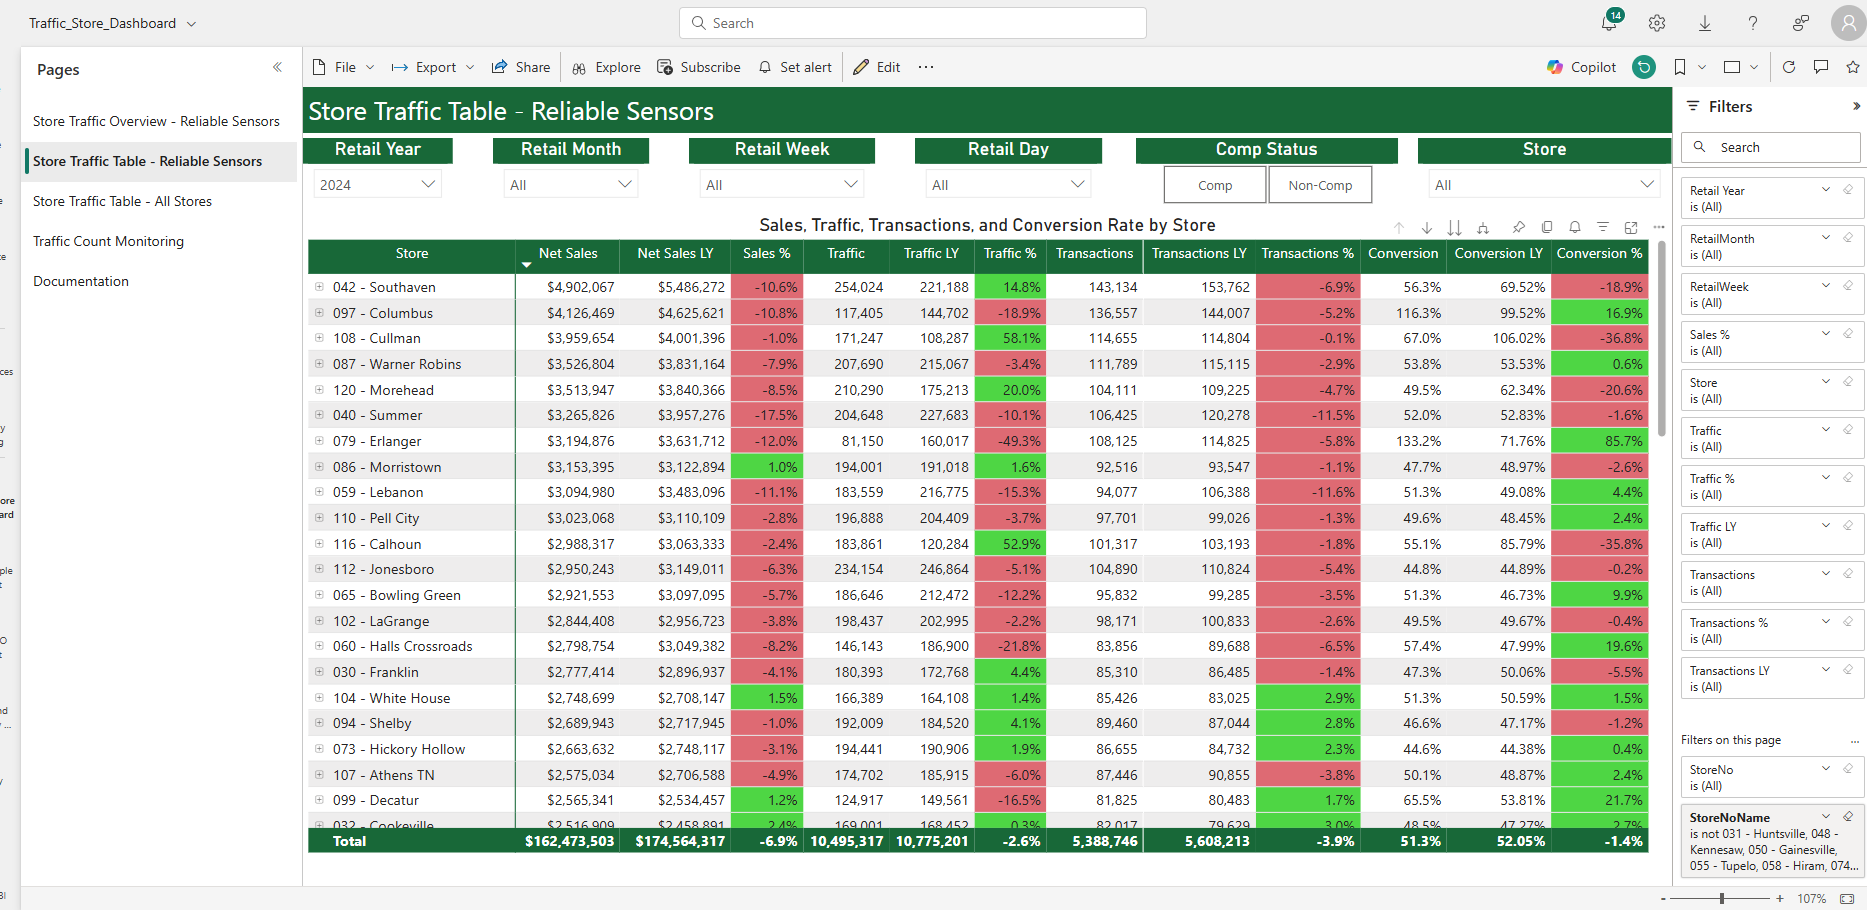 Traffic_Store_Dashboard
Search
14
Pages
Store Traffic Overview - Reliable Sensors
Store Traffic Table - Reliable Sensors
Store Traffic Table - All Stores
Traffic Count Monitoring
Documentation
File Export Share Explore Subscribe Set alert Edit ... Copilot
Store Traffic Table - Reliable Sensors
Retail Year Retail Month Retail Week Retail Day Comp Status Store
2024 All All All Comp Non-Comp All
Sales, Traffic, Transactions, and Conversion Rate by Store
Store Net Sales Net Sales LY Sales % Traffic Traffic LY Traffic % Transactions Transactions LY Transactions % Conversion Conversion LY Conversion %
042 - Southaven $4,902,067 $5,486,272 -10.6% 254,024 221,188 14.8% 143,134 153,762 -6.9% 56.3% 69.52% -18.9%
097 - Columbus $4,126,469 $4,625,621 -10.8% 117,405 144,702 -18.9% 136,557 144,007 -5.2% 116.3% 99.52% 16.9%
108 - Cullman $3,959,654 $4,001,396 -1.0% 171,247 108,287 58.1% 114,655 114,804 -0.1% 67.0% 106.02% -36.8%
087 - Warner Robins $3,526,804 $3,831,164 -7.9% 207,690 215,067 -3.4% 111,789 115,115 -2.9% 53.8% 53.53% 0.6%
120 - Morehead $3,513,947 $3,840,366 -8.5% 210,290 175,213 20.0% 104,111 109,225 -4.7% 49.5% 62.34% -20.6%
040 - Summer $3,265,826 $3,957,276 -17.5% 204,648 227,683 -10.1% 106,425 120,278 -11.5% 52.0% 52.83% -1.6%
079 - Erlanger $3,194,876 $3,631,712 -12.0% 81,150 160,017 -49.3% 108,125 114,825 -5.8% 133.2% 71.76% 85.7%
086 - Morristown $3,153,395 $3,122,894 1.0% 194,001 191,018 1.6% 92,516 93,547 -1.1% 47.7% 48.97% -2.6%
059 - Lebanon $3,094,980 $3,483,096 -11.1% 183,559 216,775 -15.3% 94,077 106,388 -11.6% 51.3% 49.08% 4.4%
110 - Pell City $3,023,068 $3,110,109 -2.8% 196,888 204,409 -3.7% 97,701 99,026 -1.3% 49.6% 48.45% 2.4%
116 - Calhoun $2,988,317 $3,063,333 -2.4% 183,861 120,284 52.9% 101,317 103,193 -1.8% 55.1% 85.79% -35.8%
112 - Jonesboro $2,950,243 $3,149,011 -6.3% 234,154 246,864 -5.1% 104,890 110,824 -5.4% 44.8% 44.89% -0.2%
065 - Bowling Green $2,921,553 $3,097,095 -5.7% 186,646 212,472 -12.2% 95,832 99,285 -3.5% 51.3% 46.73% 9.9%
102 - LaGrange $2,844,408 $2,956,723 -3.8% 198,437 202,995 -2.2% 98,171 100,833 -2.6% 49.5% 49.67% -0.4%
060 - Halls Crossroads $2,798,754 $3,049,382 -8.2% 146,143 186,900 -21.8% 83,856 89,688 -6.5% 57.4% 47.99% 19.6%
030 - Franklin $2,777,414 $2,896,937 -4.1% 180,393 172,768 4.4% 85,310 86,485 -1.4% 47.3% 50.06% -5.5%
104 - White House $2,748,699 $2,708,147 1.5% 166,389 164,108 1.4% 85,426 83,025 2.9% 51.3% 50.59% 1.5%
094 - Shelby $2,689,943 $2,717,945 -1.0% 192,009 184,520 4.1% 89,460 87,044 2.8% 46.6% 47.17% -1.2%
073 - Hickory Hollow $2,663,632 $2,748,117 -3.1% 194,441 190,906 1.9% 86,655 84,732 2.3% 44.6% 44.38% 0.4%
107 - Athens TN $2,575,034 $2,706,588 -4.9% 174,702 185,915 -6.0% 87,446 90,855 -3.8% 50.1% 48.87% 2.4%
099 - Decatur $2,565,341 $2,534,457 1.2% 124,917 149,561 -16.5% 81,825 80,483 1.7% 65.5% 53.81% 21.7%
032 - Cookeville $2,516,909 $2,458,891 2.4% 169,001 168,452 0.3% 82,017 79,629 3.0% 48.5% 47.27% 2.7%
Total $162,473,503 $174,564,317 -6.9% 10,495,317 10,775,201 -2.6% 5,388,746 5,608,213 -3.9% 51.3% 52.05% -1.4%
Filters
Search
Retail Year
is (All)
RetailMonth
is (All)
RetailWeek
is (All)
Sales %
is (All)
Store
is (All)
Traffic
is (All)
Traffic %
is (All)
Traffic LY
is (All)
Transactions
is (All)
Transactions %
is (All)
Transactions LY
is (All)
Filters on this page ...
StoreNo
is (All)
StoreNoName
is not 031 - Huntsville, 048 -
Kennesaw, 050 - Gainesville,
055 - Tupelo, 058 - Hiram, 074...
- + 107%